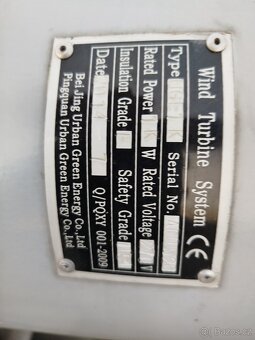 Wind Turbine System CE
Type Serial No.
Rated Power W Rated Voltage V
Insulation Grade Safety Grade
Date Q/PQXY 001-2009
Bei Jing Urban Green Energy Co.,Ltd
Pingquan Urban Green Energy Co.,Ltd